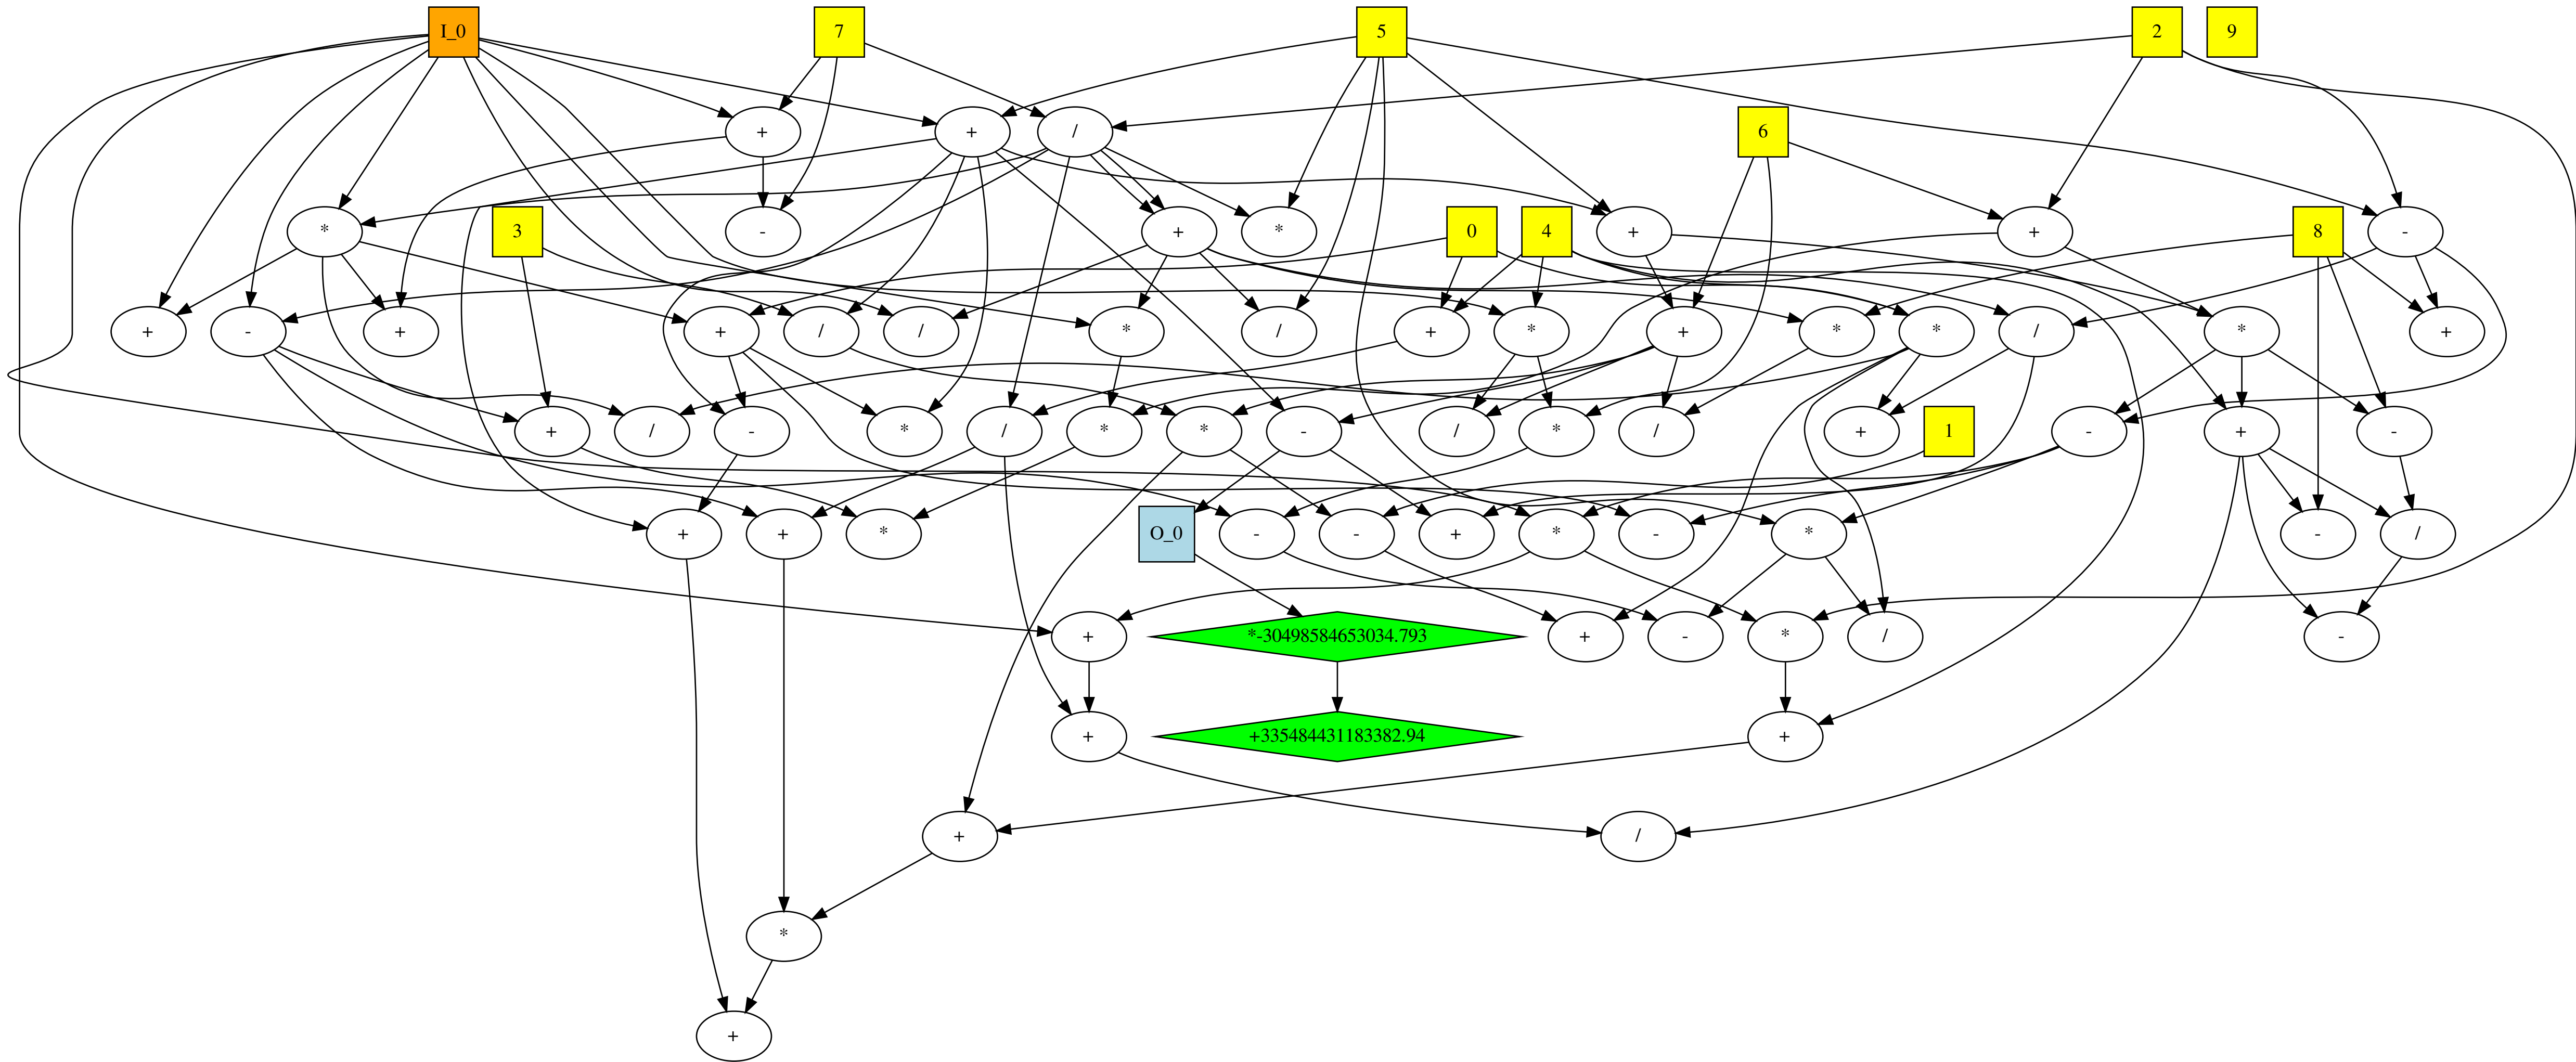 I_0 7 5 2 9
+ + / 6
* 3 - + * 0 4 + + 8 -
+ - + + / / * / + * + * * / * +
+ / - * / * * - / * / + 1 - + -
+ + * O_0 - - + * - * - /
+ *-30498584653034.793 + - * / -
+ +335484431183382.94 +
+ /
*
+